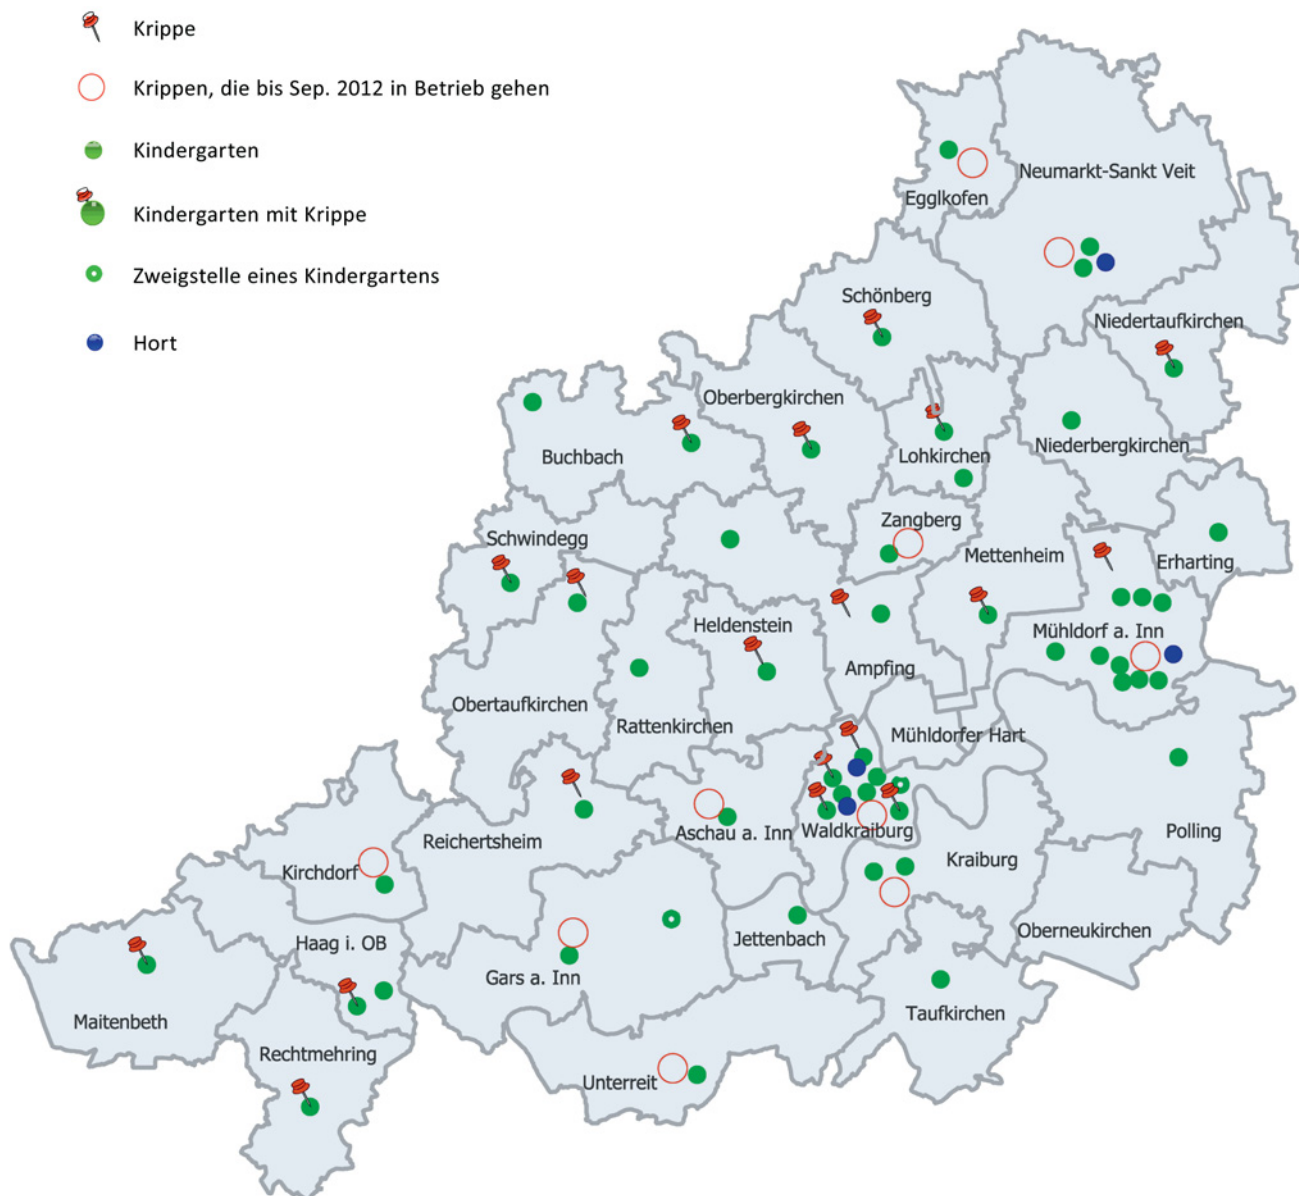 Krippe
Krippen, die bis Sep. 2012 in Betrieb gehen
Kindergarten
Kindergarten mit Krippe
Zweigstelle eines Kindergartens
Hort
Neumarkt-Sankt Veit
Egglkofen
Schönberg
Niedertaufkirchen
Oberbergkirchen
Buchbach
Lohkirchen
Niederbergkirchen
Zangberg
Schwindegg
Mettenheim
Erharting
Heldenstein
Mühldorf a. Inn
Ampfing
Obertaufkirchen
Rattenkirchen
Mühldorfer Hart
Aschau a. Inn
Waldkraiburg
Polling
Reichertsheim
Kraiburg
Kirchdorf
Oberneukirchen
Jettenbach
Haag i. OB
Gars a. Inn
Taufkirchen
Maitenbeth
Rechtmehring
Unterreit